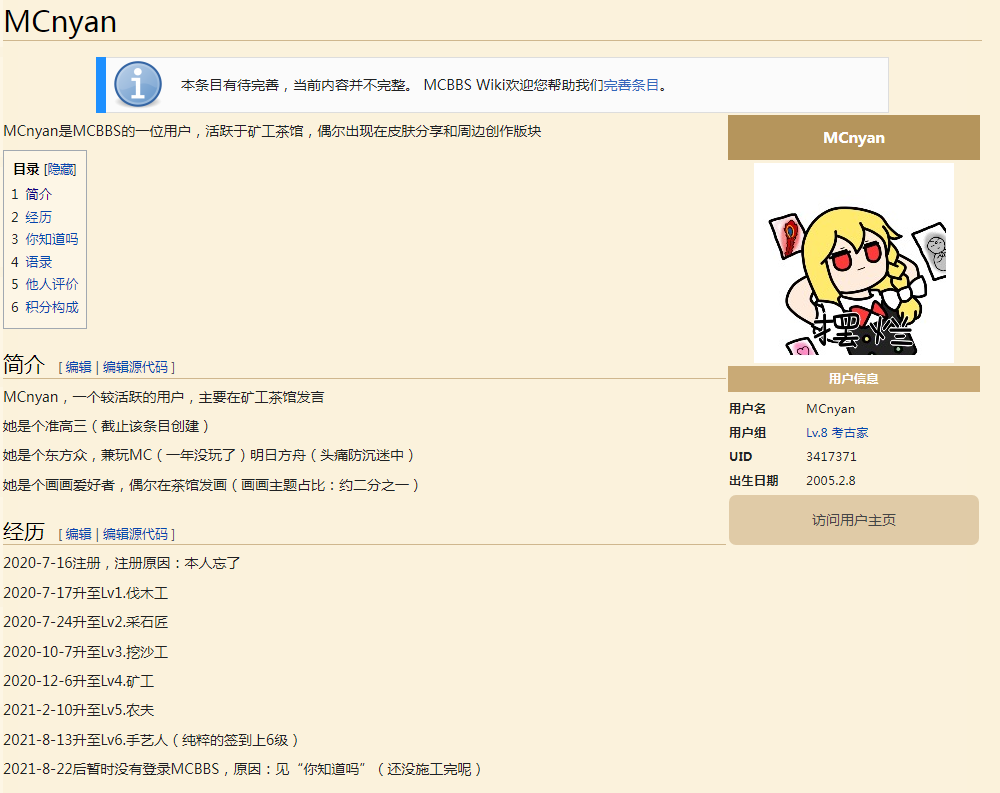 MCnyan
本条目有待完善，当前内容并不完整。 MCBBS Wiki欢迎您帮助我们完善条目。
MCnyan是MCBBS的一位用户，活跃于矿工茶馆，偶尔出现在皮肤分享和周边创作版块
目录 [隐藏]
1 简介
2 经历
3 你知道吗
4 语录
5 他人评价
6 积分构成
MCnyan
摆烂
用户信息
用户名 MCnyan
用户组 Lv.8 考古家
UID 3417371
出生日期 2005.2.8
访问用户主页
简介 [ 编辑 | 编辑源代码 ]
MCnyan，一个较活跃的用户，主要在矿工茶馆发言
她是个准高三（截止该条目创建）
她是个东方众，兼玩MC（一年没玩了）明日方舟（头痛防沉迷中）
她是个画画爱好者，偶尔在茶馆发画（画画主题占比：约二分之一）
经历 [ 编辑 | 编辑源代码 ]
2020-7-16注册，注册原因：本人忘了
2020-7-17升至Lv1.伐木工
2020-7-24升至Lv2.采石匠
2020-10-7升至Lv3.挖沙工
2020-12-6升至Lv4.矿工
2021-2-10升至Lv5.农夫
2021-8-13升至Lv6.手艺人（纯粹的签到上6级）
2021-8-22后暂时没有登录MCBBS，原因：见“你知道吗”（还没施工完呢）